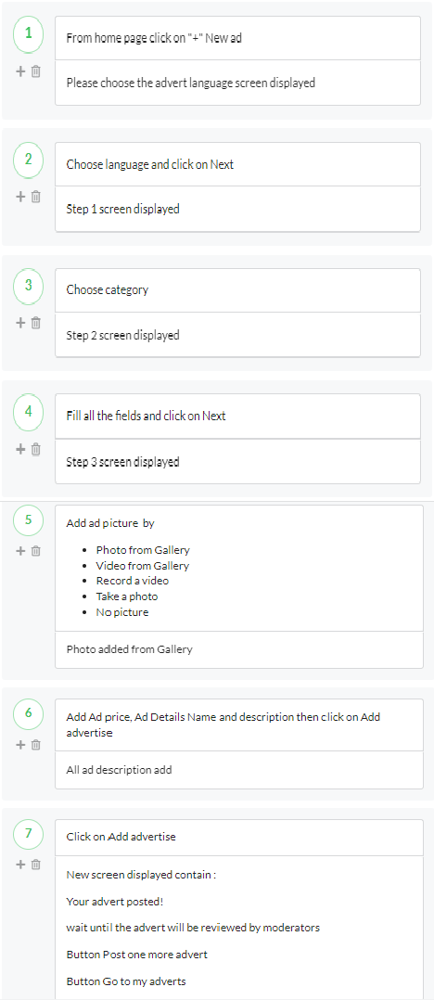 1
From home page click on "+" New ad
Please choose the advert language screen displayed
2
Choose language and click on Next
Step 1 screen displayed
3
Choose category
Step 2 screen displayed
4
Fill all the fields and click on Next
Step 3 screen displayed
5
Add ad picture by
• Photo from Gallery
• Video from Gallery
• Record a video
• Take a photo
• No picture
Photo added from Gallery
6
Add Ad price, Ad Details Name and description then click on Add
advertise
All ad description add
7
Click on Add advertise
New screen displayed contain :
Your advert posted!
wait until the advert will be reviewed by moderators
Button Post one more advert
Button Go to my adverts